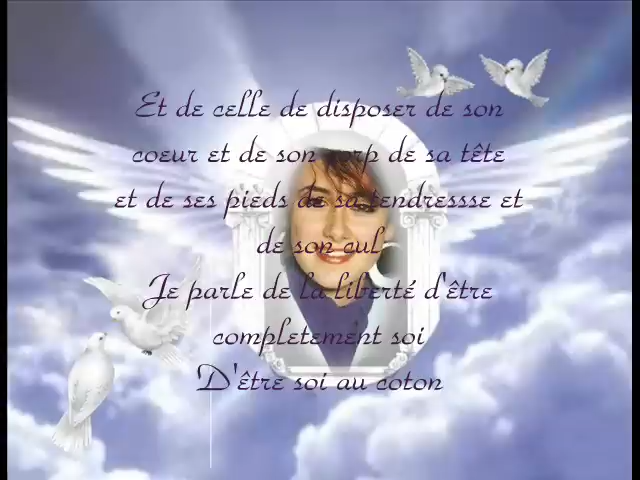 Et de celle de disposer de son
coeur et de son corp de sa tête
et de ses pieds de sa tendressse et
de son cul
Je parle de la liberté d'être
completement soi
D'être soi au coton